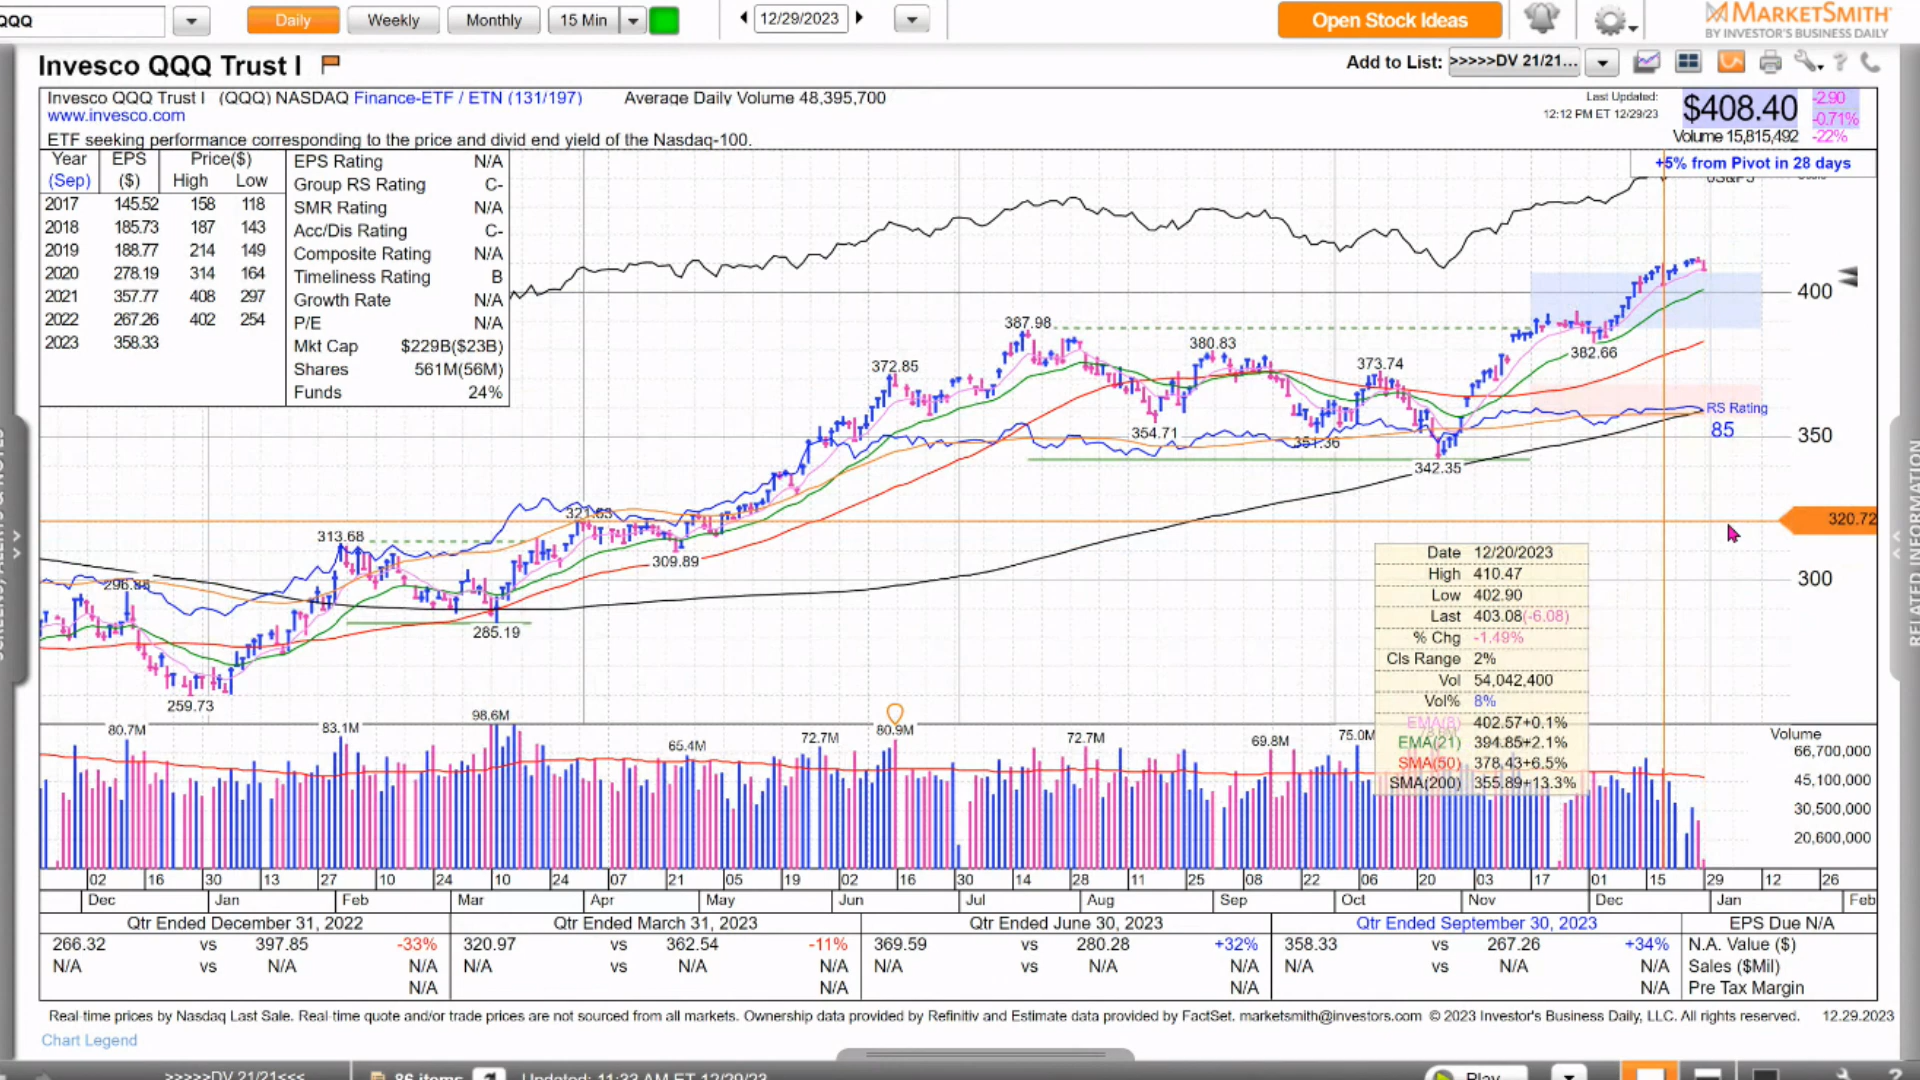 QQQ
Daily
Weekly
Monthly
15 Min
12/29/2023
Open Stock Ideas
MARKETSMITH
BY INVESTOR'S BUSINESS DAILY
Invesco QQQ Trust I
Add to List: >>>>>DV 21/21...
Invesco QQQ Trust I (QQQ) NASDAQ Finance-ETF / ETN (131/197) Average Daily Volume 48,395,700
www.invesco.com
ETF seeking performance corresponding to the price and divid end yield of the Nasdaq-100.
Last Updated:
12:12 PM ET 12/29/23
$408.40
-2.90
-0.71%
Volume 15,815,492 -22%
+5% from Pivot in 28 days
Year EPS Price($)
(Sep) ($) High Low
2017 145.52 158 118
2018 185.73 187 143
2019 188.77 214 149
2020 278.19 314 164
2021 357.77 408 297
2022 267.26 402 254
2023 358.33
EPS Rating N/A
Group RS Rating C-
SMR Rating N/A
Acc/Dis Rating C-
Composite Rating N/A
Timeliness Rating B
Growth Rate N/A
P/E N/A
Mkt Cap $229B($23B)
Shares 561M(56M)
Funds 24%
400
350
300
320.72
387.98
380.83
372.85
373.74
382.66
354.71
351.36
342.35
RS Rating
85
321.63
313.68
309.89
296.88
285.19
259.73
Date 12/20/2023
High 410.47
Low 402.90
Last 403.08(-6.08)
% Chg -1.49%
Cls Range 2%
Vol 54,042,400
Vol% 8%
EMA(8) 402.57+0.1%
EMA(21) 394.85+2.1%
SMA(50) 378.43+6.5%
SMA(200) 355.89+13.3%
80.7M
83.1M
98.6M
65.4M
72.7M
80.9M
72.7M
69.8M
75.0M
Volume
66,700,000
45,100,000
30,500,000
20,600,000
02 16 30 13 27 10 24 10 24 07 21 05 19 02 16 30 14 28 11 25 08 22 06 20 03 17 01 15 29 12 26
Dec Jan Feb Mar Apr May Jun Jul Aug Sep Oct Nov Dec Jan Feb
Qtr Ended December 31, 2022 Qtr Ended March 31, 2023 Qtr Ended June 30, 2023 Qtr Ended September 30, 2023 EPS Due N/A
266.32 vs 397.85 -33% 320.97 vs 362.54 -11% 369.59 vs 280.28 +32% 358.33 vs 267.26 +34% N.A. Value ($)
N/A vs N/A N/A N/A vs N/A N/A N/A vs N/A N/A N/A vs N/A N/A Sales ($Mil)
N/A N/A N/A N/A Pre Tax Margin
Real-time prices by Nasdaq Last Sale. Real-time quote and/or trade prices are not sourced from all markets. Ownership data provided by Refinitiv and Estimate data provided by FactSet. marketsmith@investors.com © 2023 Investor's Business Daily, LLC. All rights reserved. 12.29.2023
Chart Legend
RELATED INFORMATION
>>>>>DV 21/21<<<
86 items
Updated: 11:33 AM ET 12/29/23
Play